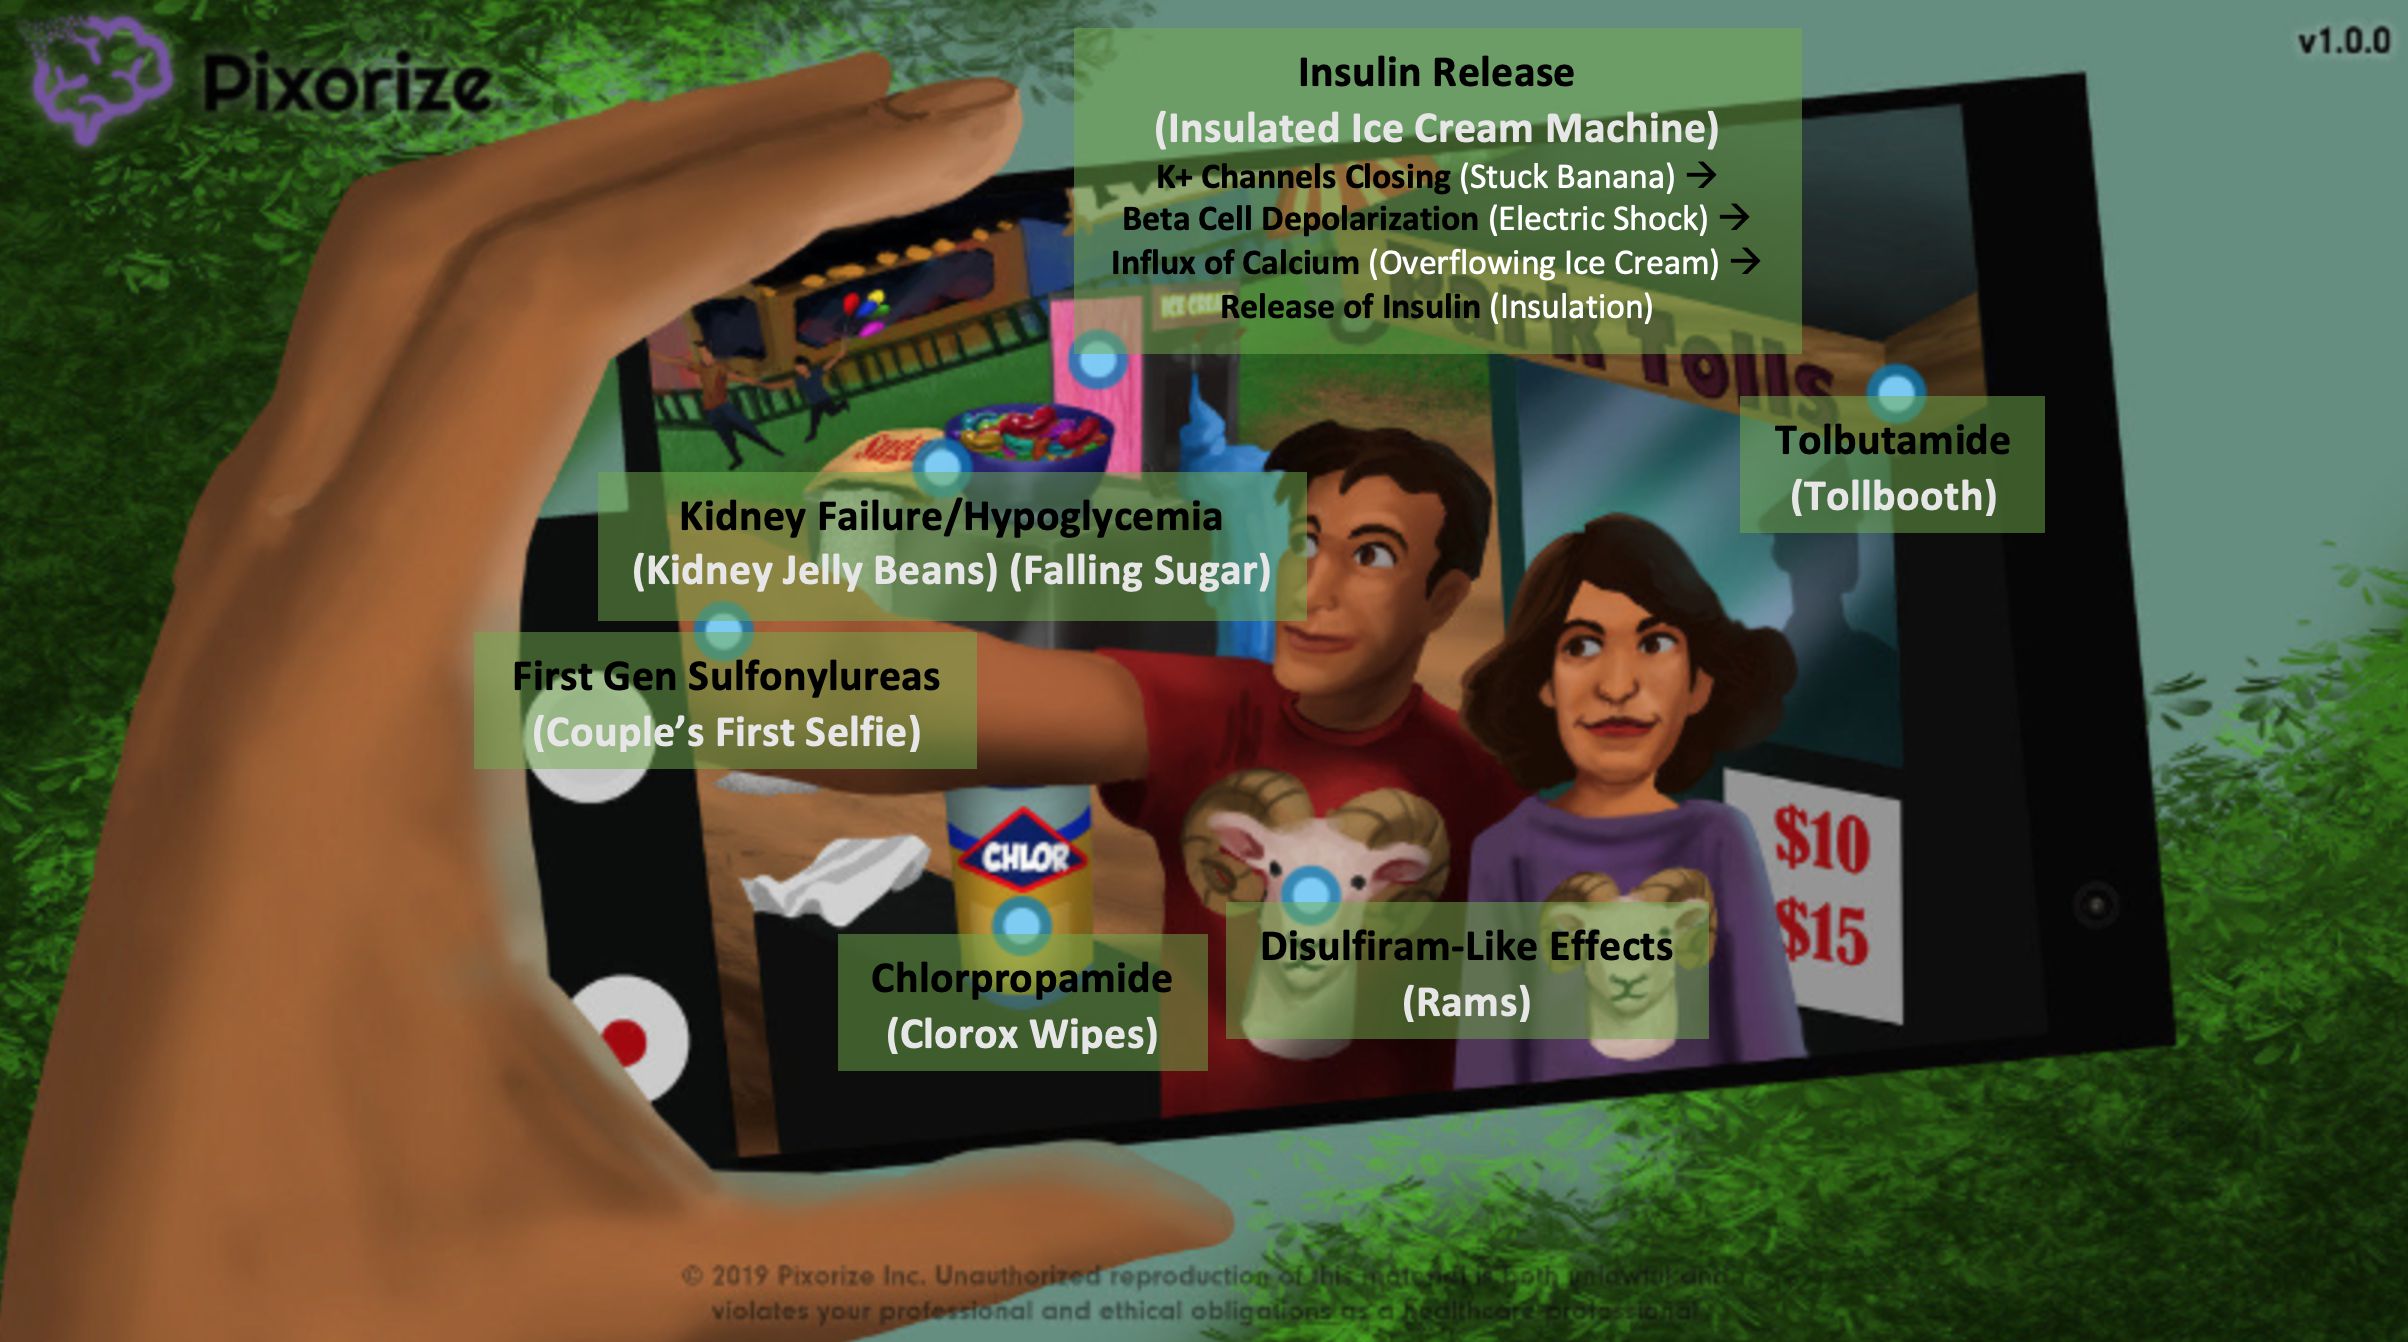 Pixorize
v1.0.0
Insulin Release
(Insulated Ice Cream Machine)
K+ Channels Closing (Stuck Banana) →
Beta Cell Depolarization (Electric Shock) →
Influx of Calcium (Overflowing Ice Cream) →
Release of Insulin (Insulation)
ICE CREAM
Park Tolls
Tolbutamide
(Tollbooth)
Sugar
Kidney Failure/Hypoglycemia
(Kidney Jelly Beans) (Falling Sugar)
First Gen Sulfonylureas
(Couple's First Selfie)
CHLOR
$10
$15
Chlorpropamide
(Clorox Wipes)
Disulfiram-Like Effects
(Rams)
© 2019 Pixorize Inc. Unauthorized reproduction of this material is both unlawful and
violates your professional and ethical obligations as a healthcare professional.